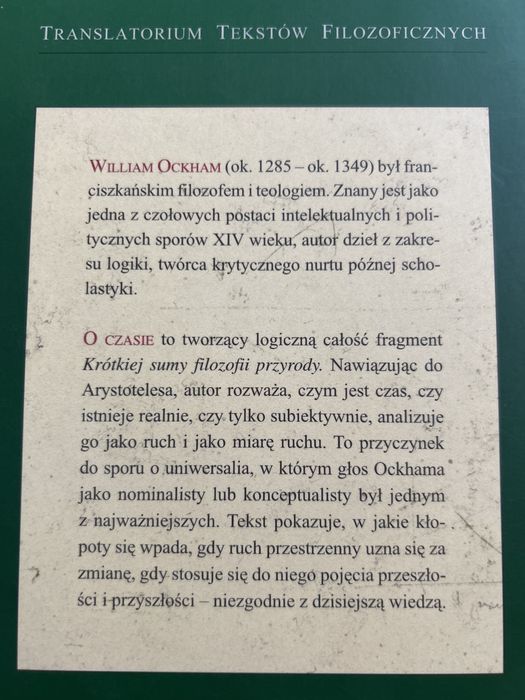 TRANSLATORIUM TEKSTÓW FILOZOFICZNYCH
WILLIAM OCKHAM (ok. 1285 – ok. 1349) był fran-
ciszkańskim filozofem i teologiem. Znany jest jako
jedna z czołowych postaci intelektualnych i poli-
tycznych sporów XIV wieku, autor dzieł z zakre-
su logiki, twórca krytycznego nurtu późnej scho-
lastyki.
O CZASIE to tworzący logiczną całość fragment
Krótkiej sumy filozofii przyrody. Nawiązując do
Arystotelesa, autor rozważa, czym jest czas, czy
istnieje realnie, czy tylko subiektywnie, analizuje
go jako ruch i jako miarę ruchu. To przyczynek
do sporu o uniwersalia, w którym głos Ockhama
jako nominalisty lub konceptualisty był jednym
z najważniejszych. Tekst pokazuje, w jakie kło-
poty się wpada, gdy ruch przestrzenny uzna się za
zmianę, gdy stosuje się do niego pojęcia przeszło-
ści i przyszłości – niezgodnie z dzisiejszą wiedzą.